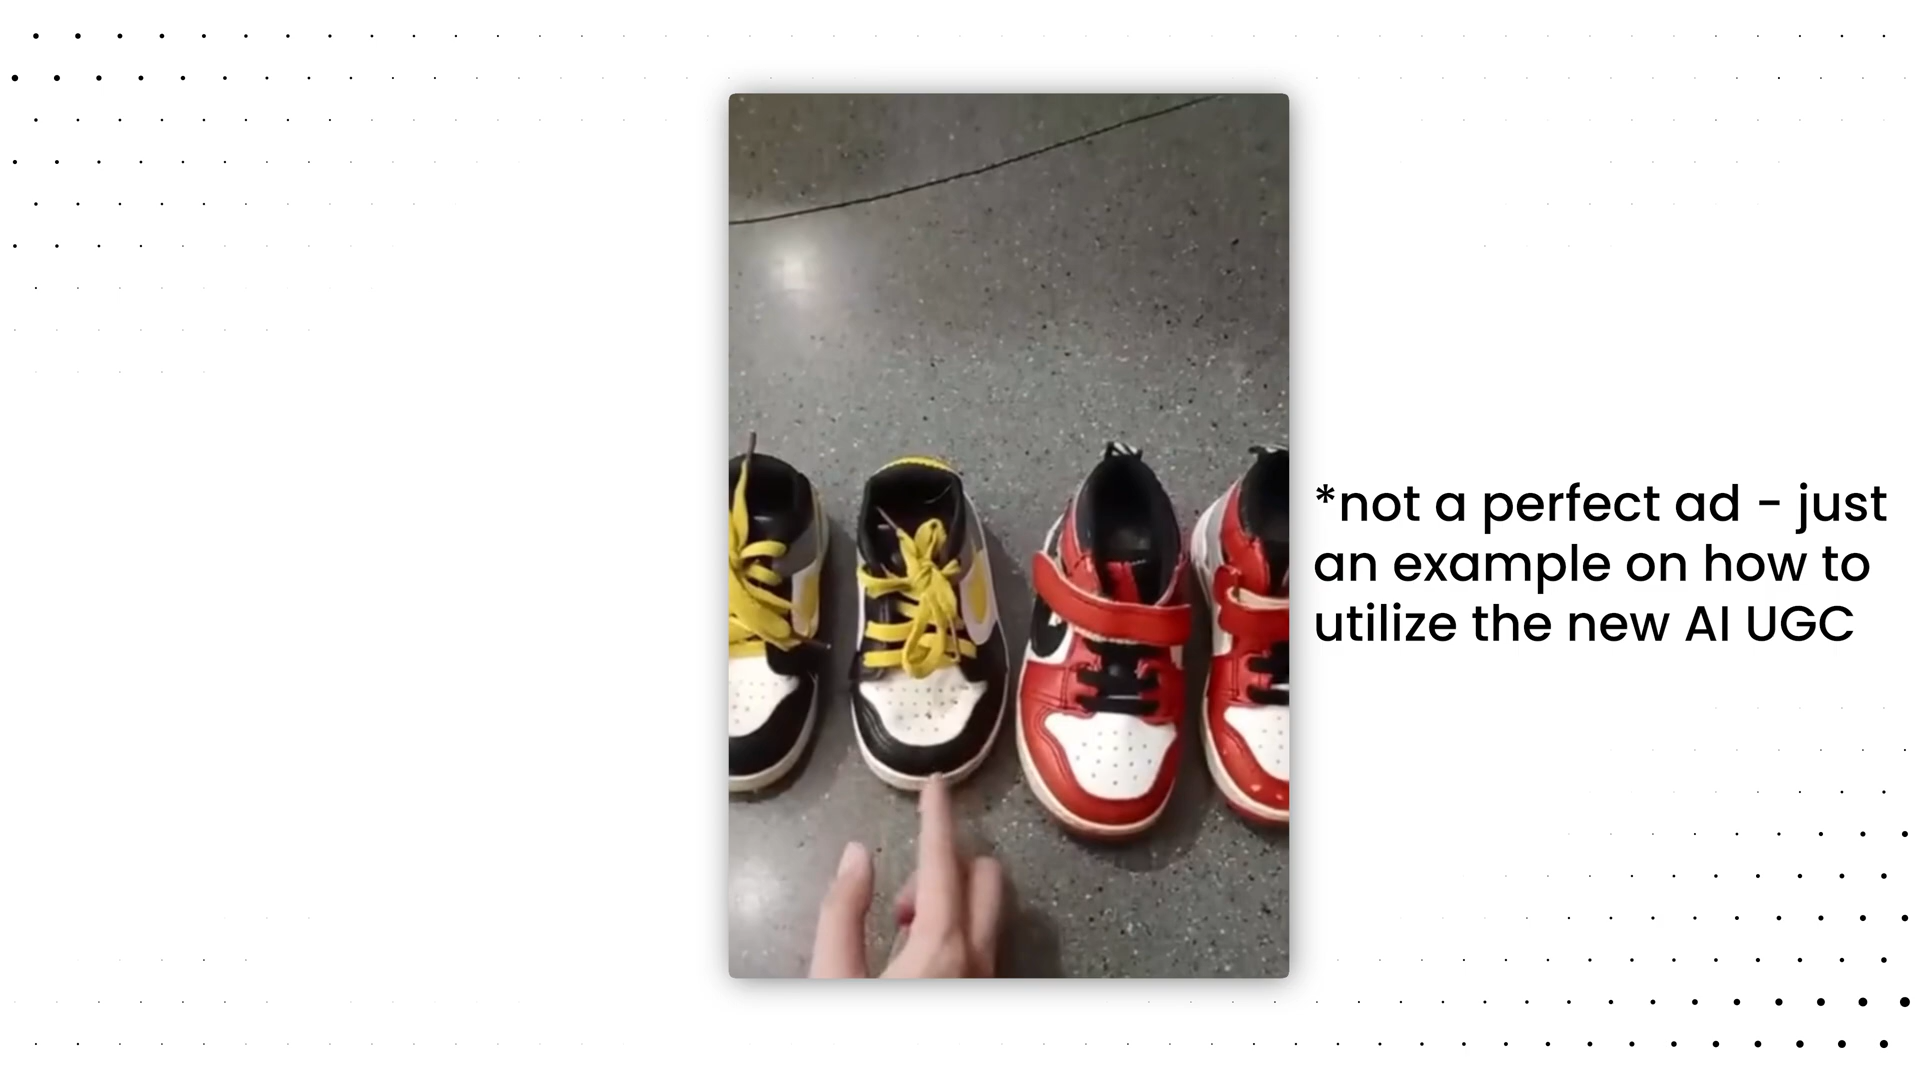 *not a perfect ad - just
an example on how to
utilize the new AI UGC